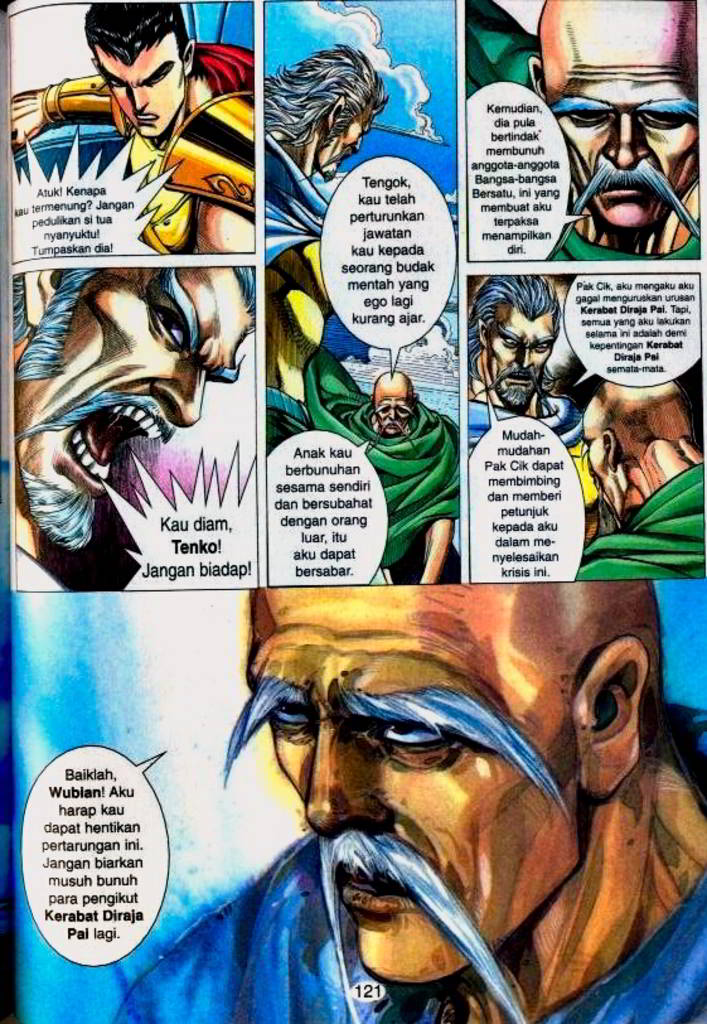 Atuk! Kenapa
kau termenung? Jangan
pedulikan si tua
nyanyuktu!
Tumpaskan dia!
Kau diam,
Tenko!
Jangan biadap!
Tengok,
kau telah
perturunkan
jawatan
kau kepada
seorang budak
mentah yang
ego lagi
kurang ajar.
Anak kau
berbunuhan
sesama sendiri
dan bersubahat
dengan orang
luar, itu
aku dapat
bersabar.
Kemudian,
dia pula
bertindak
membunuh
anggota-anggota
Bangsa-bangsa
Bersatu, ini yang
membuat aku
terpaksa
menampilkan
diri.
Pak Cik, aku mengaku aku
gagal menguruskan urusan
Kerabat Diraja Pai. Tapi,
semua yang aku lakukan
selama ini adalah demi
kepentingan Kerabat
Diraja Pai
semata-mata.
Mudah-
mudahan
Pak Cik dapat
membimbing
dan memberi
petunjuk
kepada aku
dalam me-
nyelesaikan
krisis ini.
Baiklah,
Wubian! Aku
harap kau
dapat hentikan
pertarungan ini.
Jangan biarkan
musuh bunuh
para pengikut
Kerabat Diraja
Pai lagi.
121